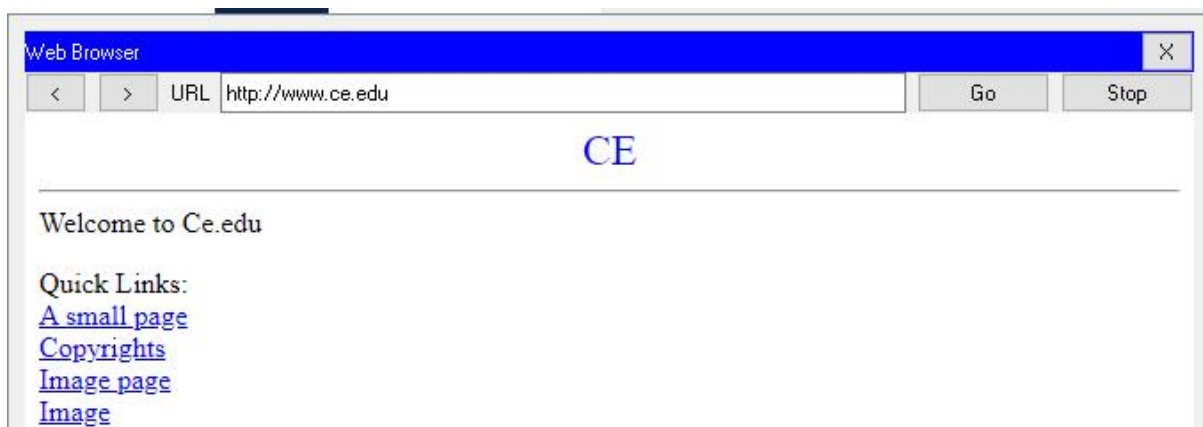 Web Browser X
< > URL http://www.ce.edu Go Stop
CE
Welcome to Ce.edu
Quick Links:
A small page
Copyrights
Image page
Image